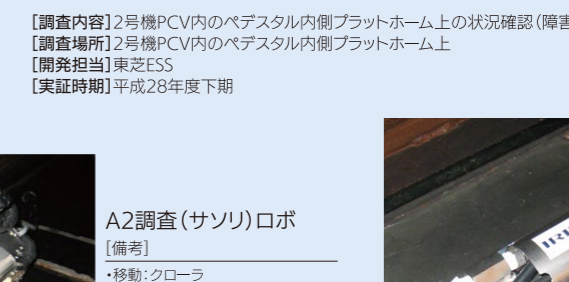 [調査内容]2号機PCV内のペデスタル内側プラットホーム上の状況確認(障害
[調査場所]2号機PCV内のペデスタル内側プラットホーム上
[開発担当]東芝ESS
[実証時期]平成28年度下期
A2調査(サソリ)ロボ
[備考]
・移動:クローラ